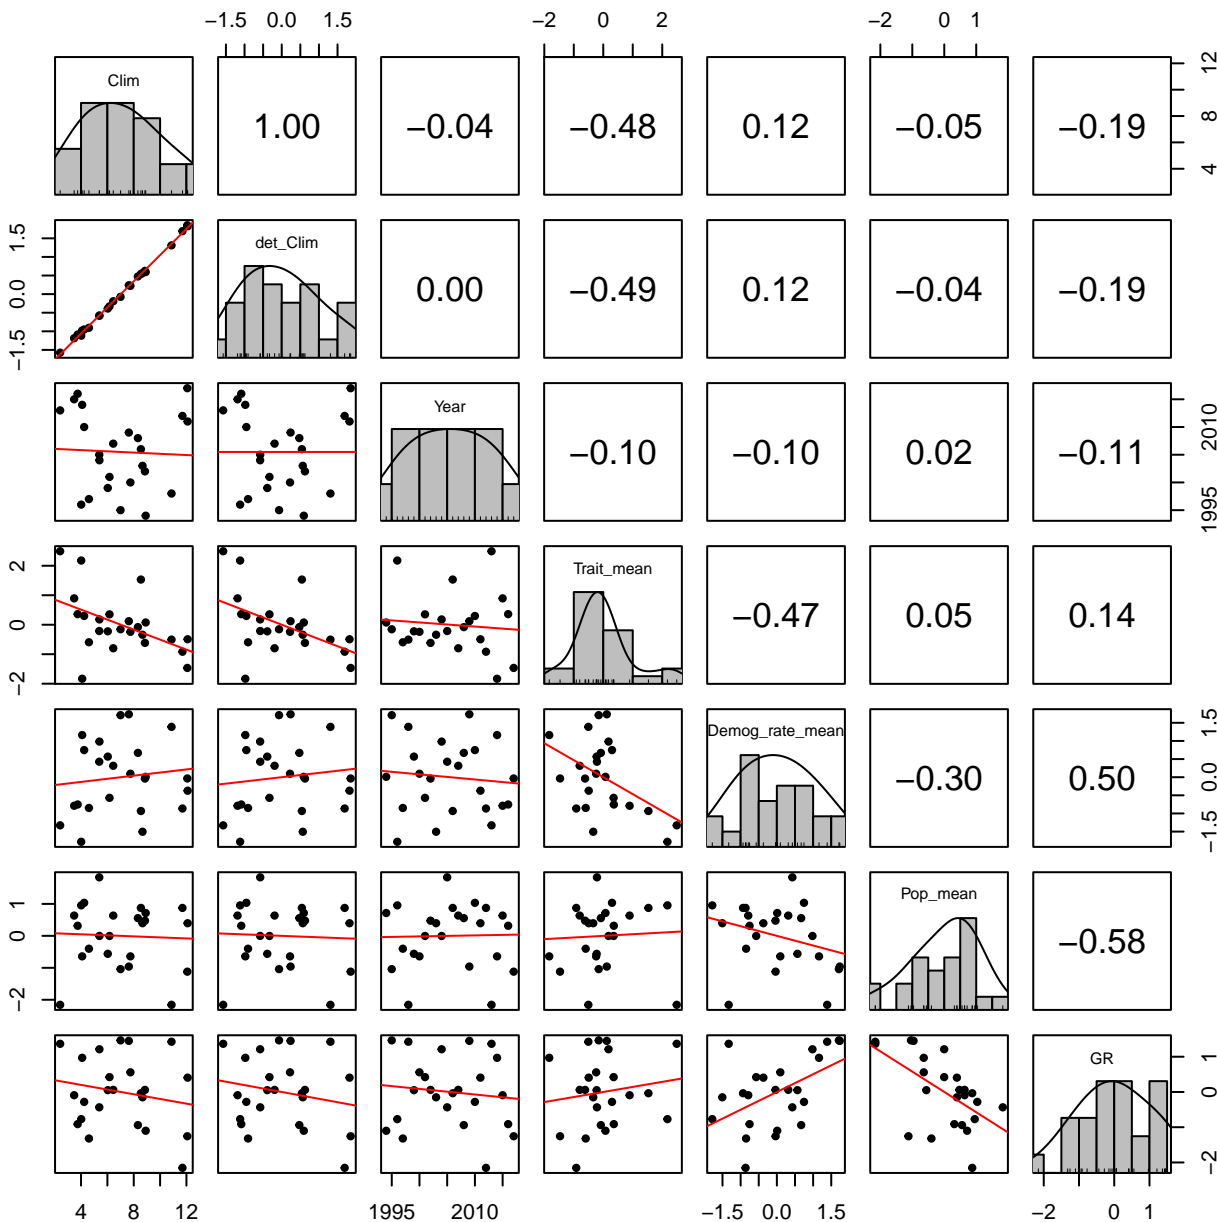 −1.5 0.0 1.5 −2 0 2 −2 0 1
Clim
1.00 −0.04 −0.48 0.12 −0.05 −0.19
4 8 12
−1.5 0.0 1.5
det_Clim
0.00 −0.49 0.12 −0.04 −0.19
Year
−0.10 −0.10 0.02 −0.11
1995 2010
−2 0 2
Trait_mean
−0.47 0.05 0.14
Demog_rate_mean
−0.30 0.50
−1.5 0.0 1.5
−2 0 1
Pop_mean
−0.58
GR
−2 0 1
4 8 12 1995 2010 −1.5 0.0 1.5 −2 0 1